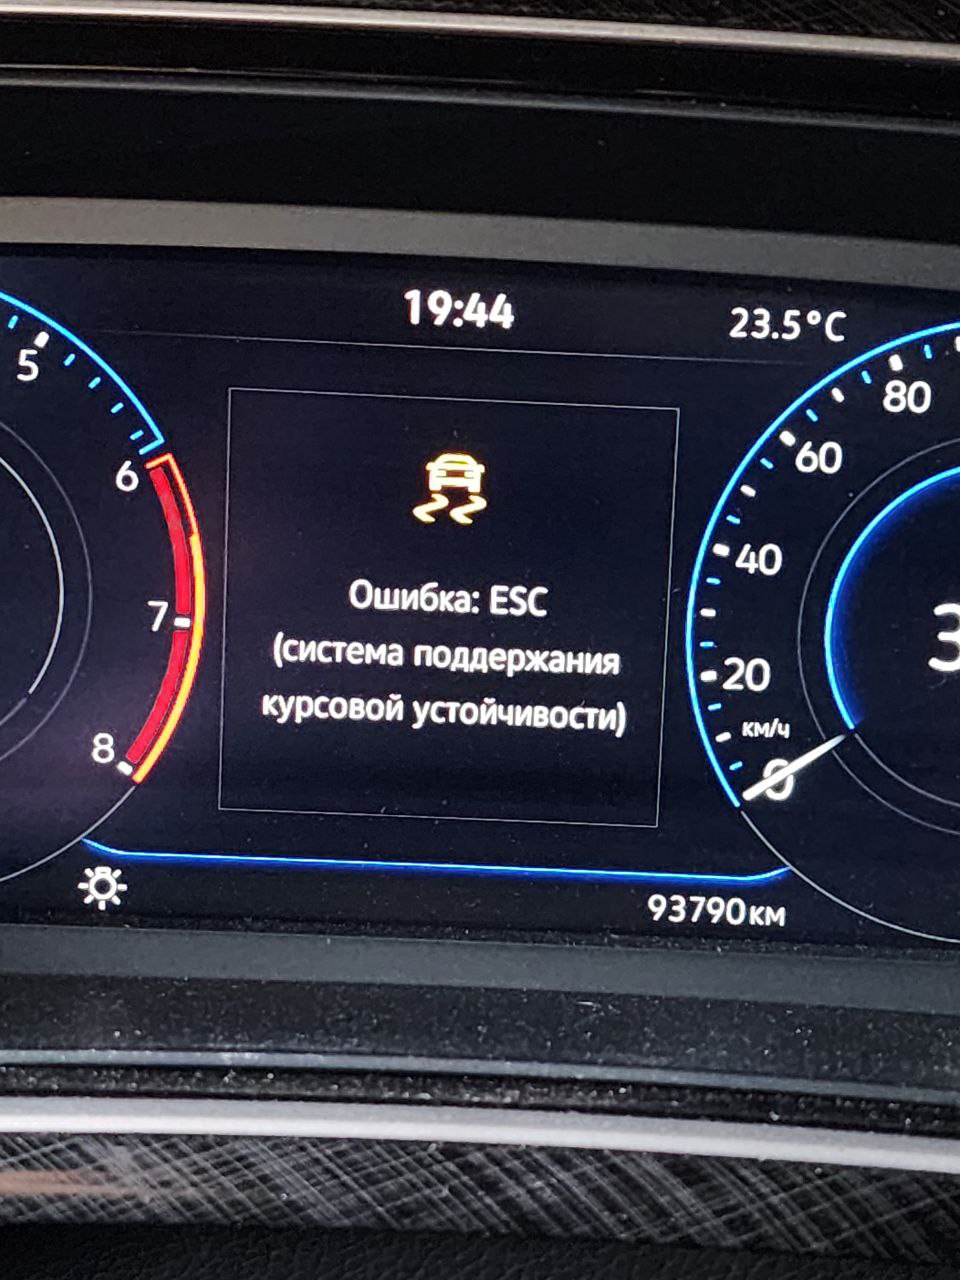 19:44
23.5°C
5
6
7
8
80
60
40
20
км/ч
0
3
Ошибка: ESC
(система поддержания
курсовой устойчивости)
93790км